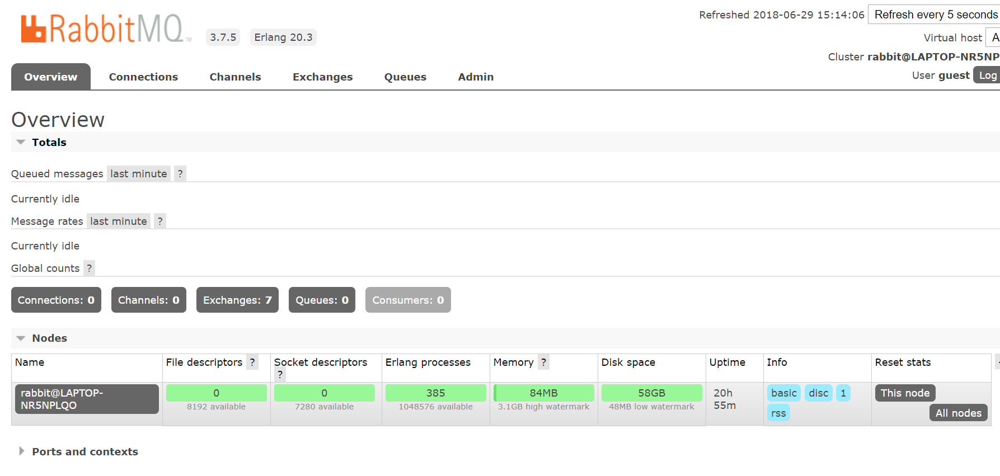 RabbitMQ™ 3.7.5 Erlang 20.3
Refreshed 2018-06-29 15:14:06 Refresh every 5 seconds
Virtual host A
Cluster rabbit@LAPTOP-NR5NP
User guest Log
Overview Connections Channels Exchanges Queues Admin
Overview
Totals
Queued messages last minute ?
Currently idle
Message rates last minute ?
Currently idle
Global counts ?
Connections: 0 Channels: 0 Exchanges: 7 Queues: 0 Consumers: 0
Nodes
Name File descriptors ? Socket descriptors ? Erlang processes Memory ? Disk space Uptime Info Reset stats
rabbit@LAPTOP-
NR5NPLQO
0
8192 available
0
7280 available
385
1048576 available
84MB
3.1GB high watermark
58GB
48MB low watermark
20h
55m
basic disc 1
rss
This node
All nodes
Ports and contexts